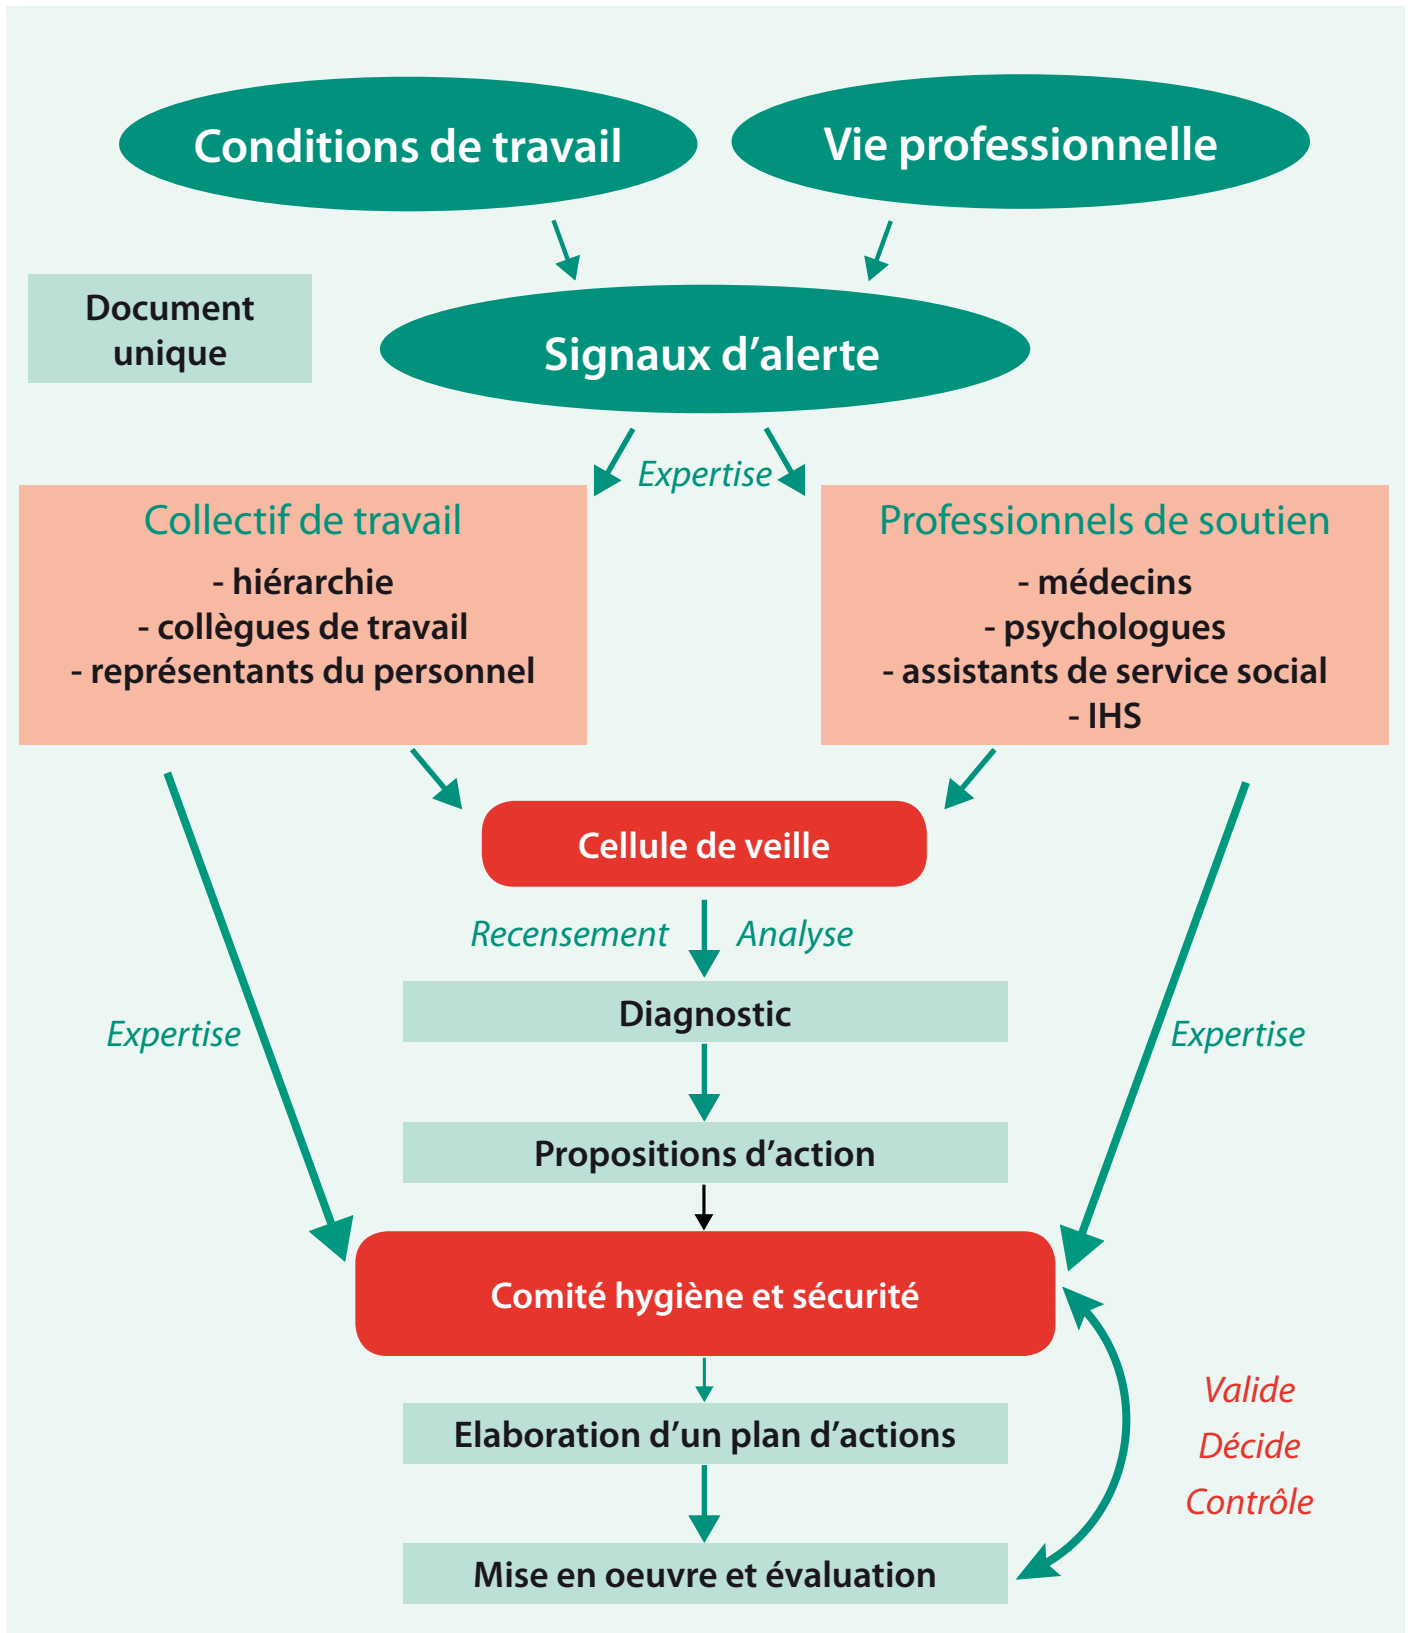 Conditions de travail
Vie professionnelle
Document
unique
Signaux d’alerte
Expertise
Collectif de travail
- hiérarchie
- collègues de travail
- représentants du personnel
Professionnels de soutien
- médecins
- psychologues
- assistants de service social
- IHS
Cellule de veille
Recensement
Analyse
Diagnostic
Expertise
Expertise
Propositions d’action
Comité hygiène et sécurité
Elaboration d’un plan d’actions
Valide
Décide
Contrôle
Mise en oeuvre et évaluation